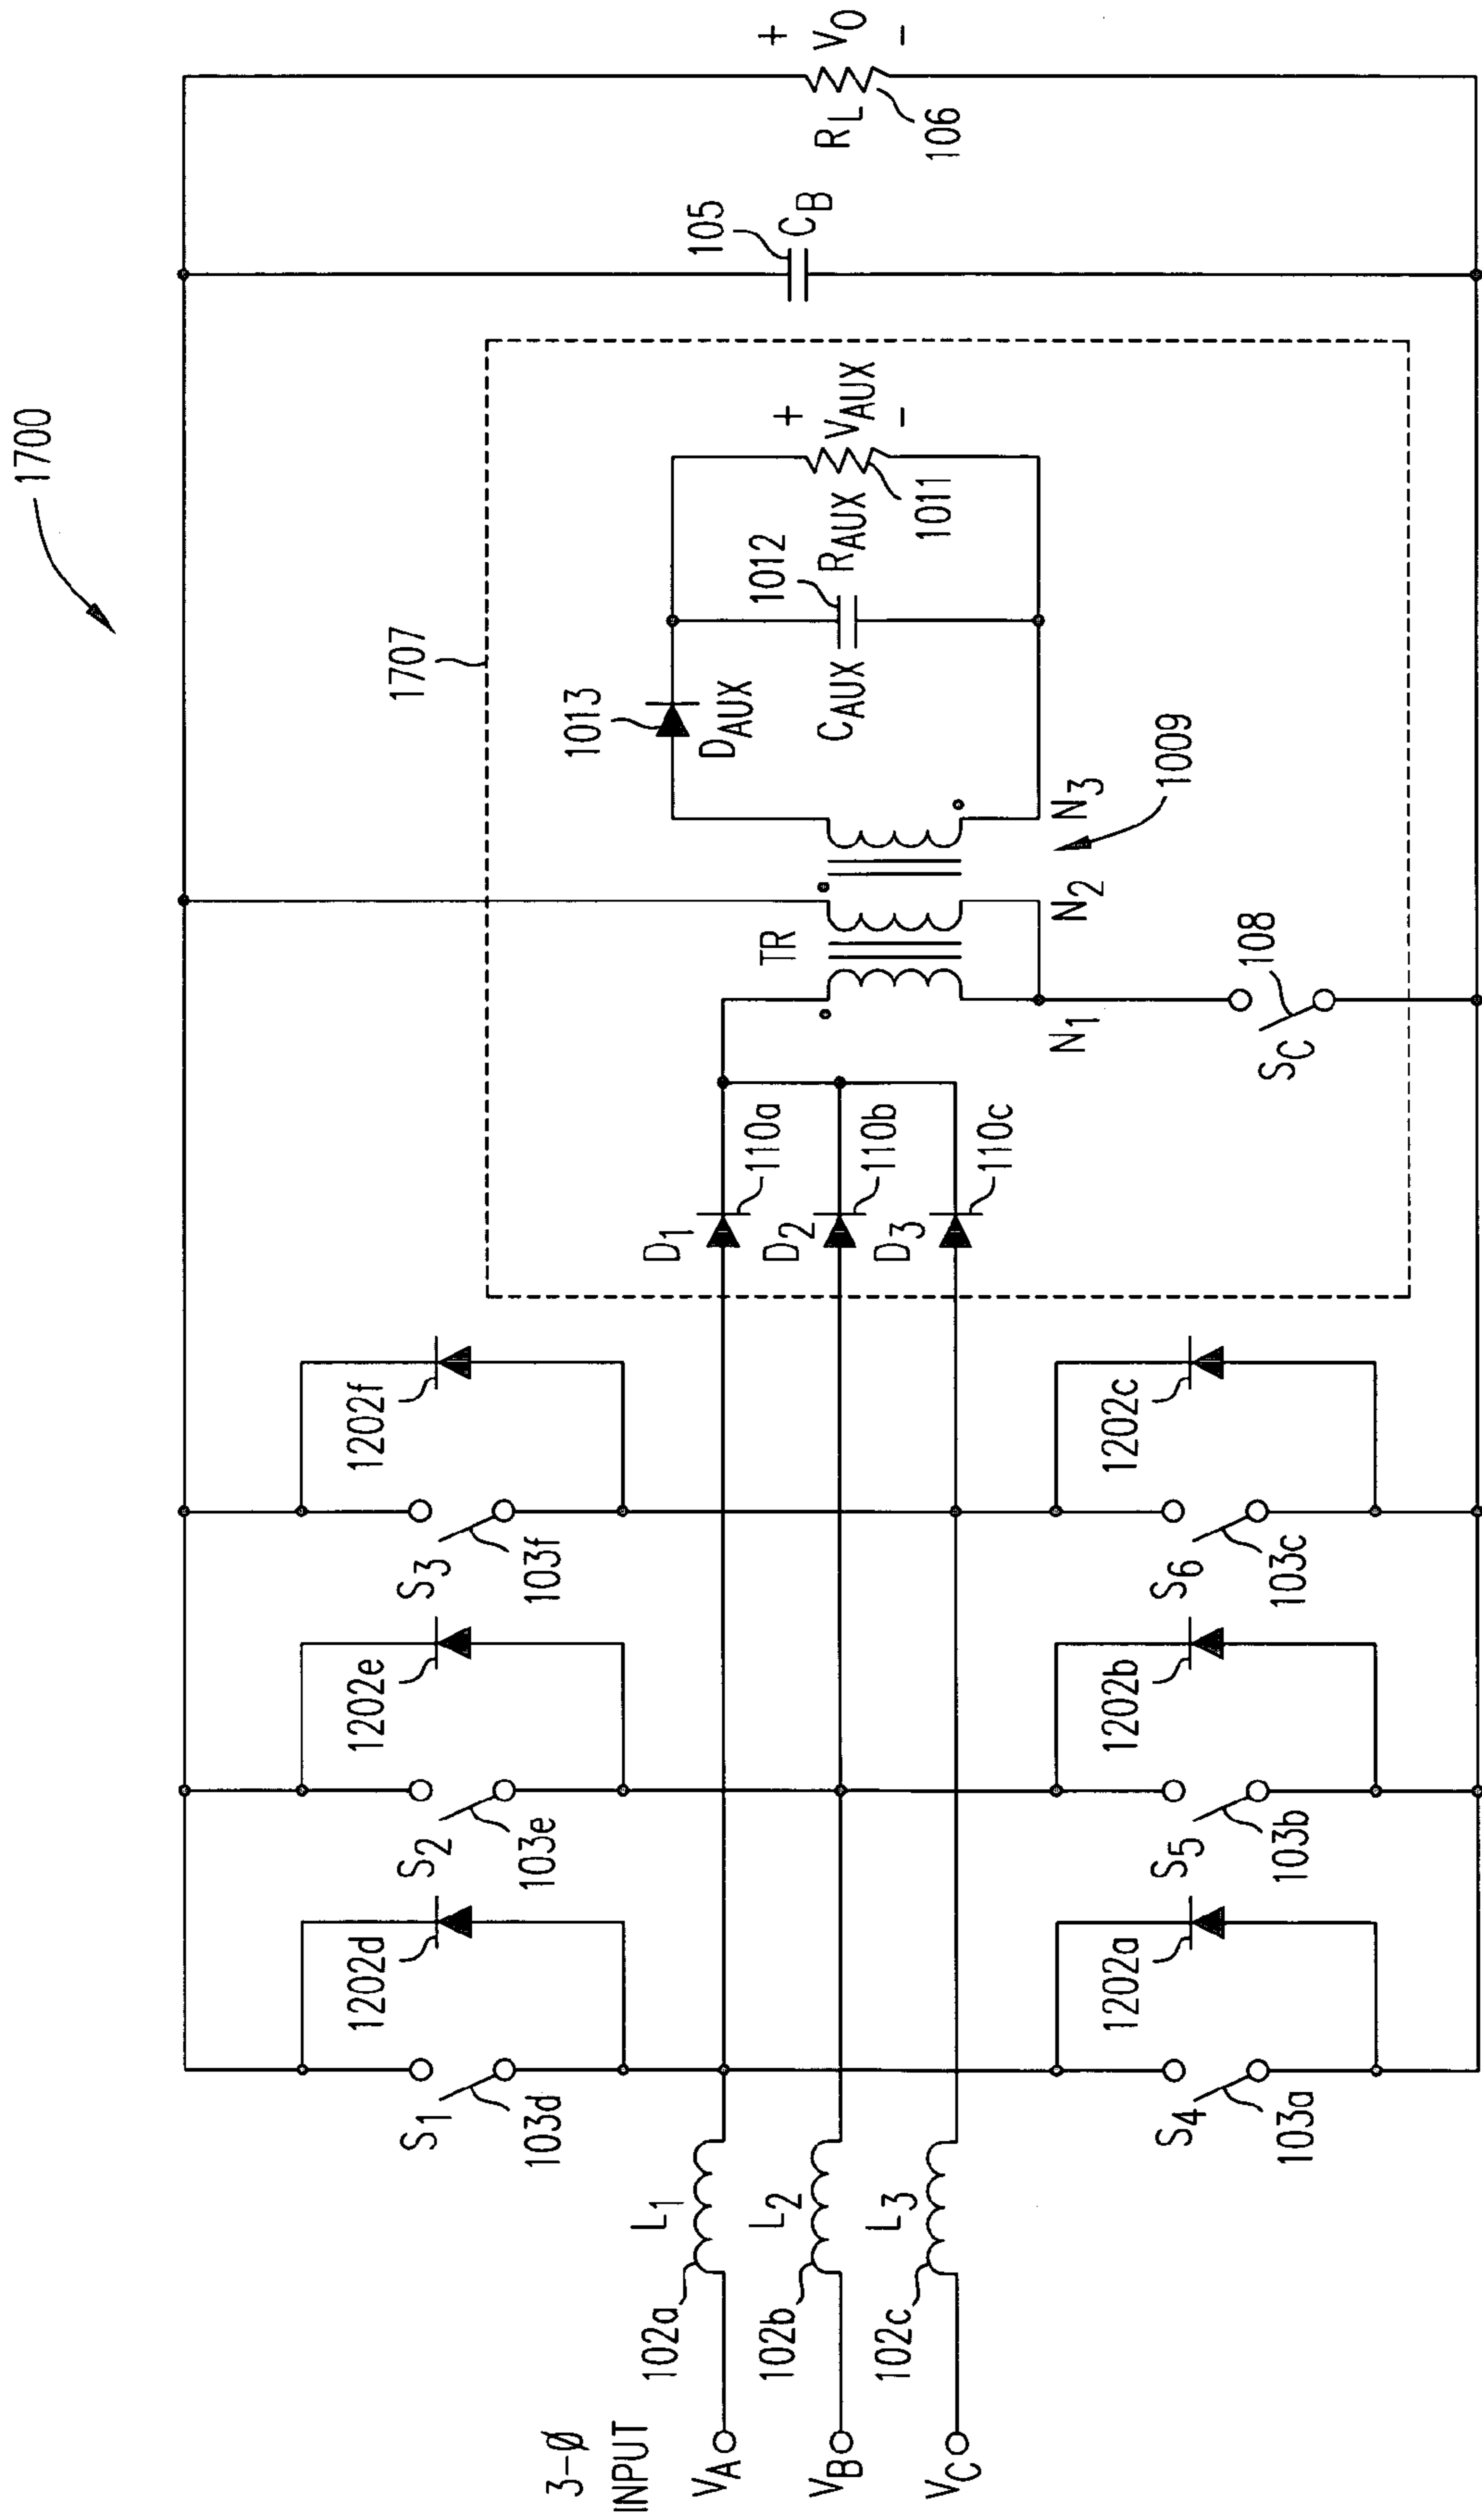 1700
3-Ø
INPUT
VA
VB
VC
102a
L1
102b
L2
102c
L3
S1
103d
1202d
S2
103e
1202e
S3
103f
1202f
S4
103a
1202a
S5
103b
1202b
S6
103c
1202c
1707
D1
110a
D2
110b
D3
110c
TR
N1
N2
N3
1009
SC
108
1013
DAUX
1012
CAUX
RAUX
1011
+
VAUX
−
105
CB
RL
106
+
VO
−